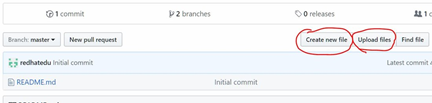 1 commit 2 branches 0 releases 1
Branch: master New pull request Create new file Upload files Find file
redhatedu Initial commit Latest commit
README.md Initial commit